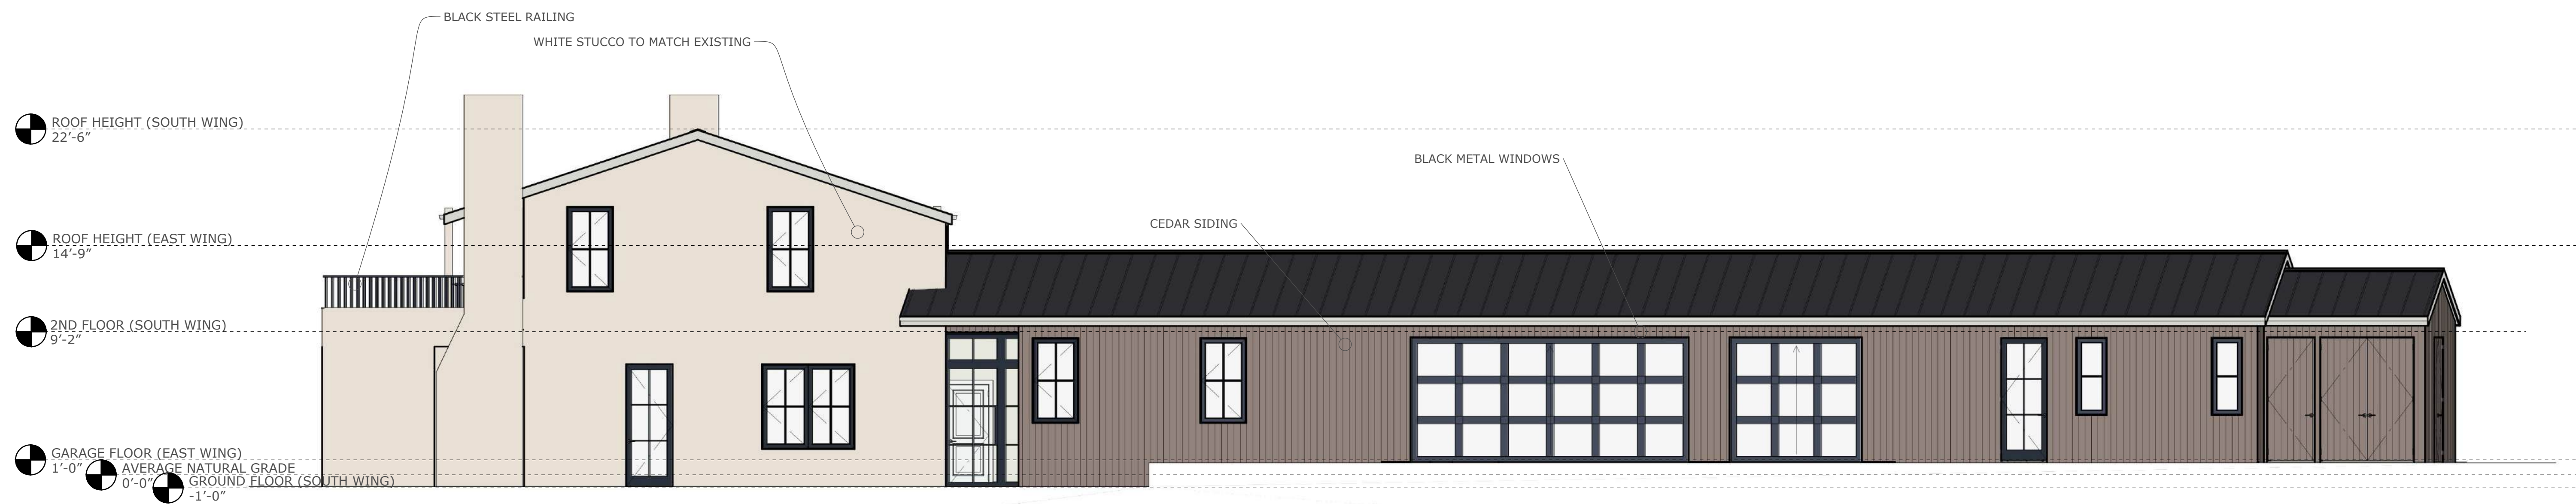 BLACK STEEL RAILING
WHITE STUCCO TO MATCH EXISTING
ROOF HEIGHT (SOUTH WING)
22’-6”
BLACK METAL WINDOWS
CEDAR SIDING
ROOF HEIGHT (EAST WING)
14’-9”
2ND FLOOR (SOUTH WING)
9’-2”
GARAGE FLOOR (EAST WING)
1’-0”
AVERAGE NATURAL GRADE
0’-0”
GROUND FLOOR (SOUTH WING)
-1’-0”